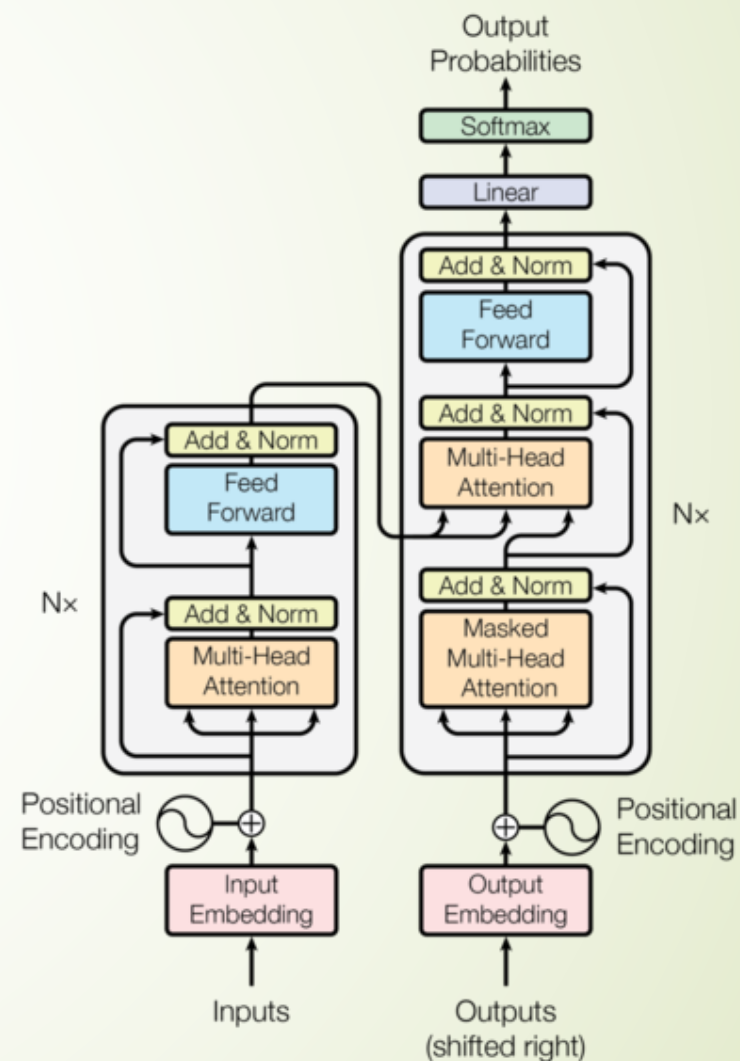 Output
Probabilities
Softmax
Linear
Add & Norm
Feed
Forward
Add & Norm
Multi-Head
Attention
Add & Norm
Masked
Multi-Head
Attention
Nx
Add & Norm
Feed
Forward
Add & Norm
Multi-Head
Attention
N×
Positional
Encoding
Positional
Encoding
Input
Embedding
Output
Embedding
Inputs
Outputs
(shifted right)